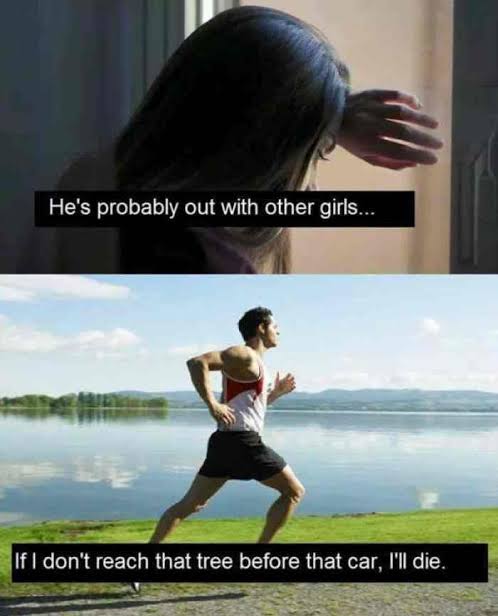 He's probably out with other girls...
If I don't reach that tree before that car, I'll die.